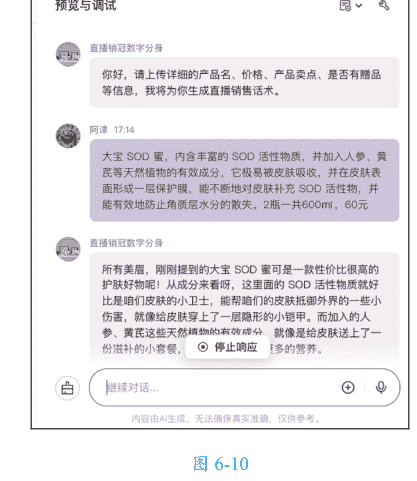 预览与调试
直播销冠数字分身
你好，请上传详细的产品名、价格、产品卖点、是否有赠品
等信息，我将为你生成直播销售话术。
阿津 17:14
大宝 SOD 蜜，内含丰富的 SOD 活性物质，并加入人参、黄
芪等天然植物的有效成分，它极易被皮肤吸收，并在皮肤表
面形成一层保护膜，能不断地对皮肤补充 SOD 活性物，并
能有效地防止角质层水分的散失。2瓶一共600ml，60元
直播销冠数字分身
所有美眉，刚刚提到的大宝 SOD 蜜可是一款性价比很高的
护肤好物呢！从成分来看呀，这里面的 SOD 活性物质就好
比是咱们皮肤的小卫士，能帮咱们的皮肤抵御外界的一些小
伤害，就像给皮肤穿上了一层隐形的小铠甲。而加入的人
参、黄芪这些天然植物的有效成分，就像是给皮肤送上了一
份滋补的小套餐，
停止响应
更多的营养。
继续对话...
内容由AI生成，无法确保真实准确，仅供参考。
图 6-10